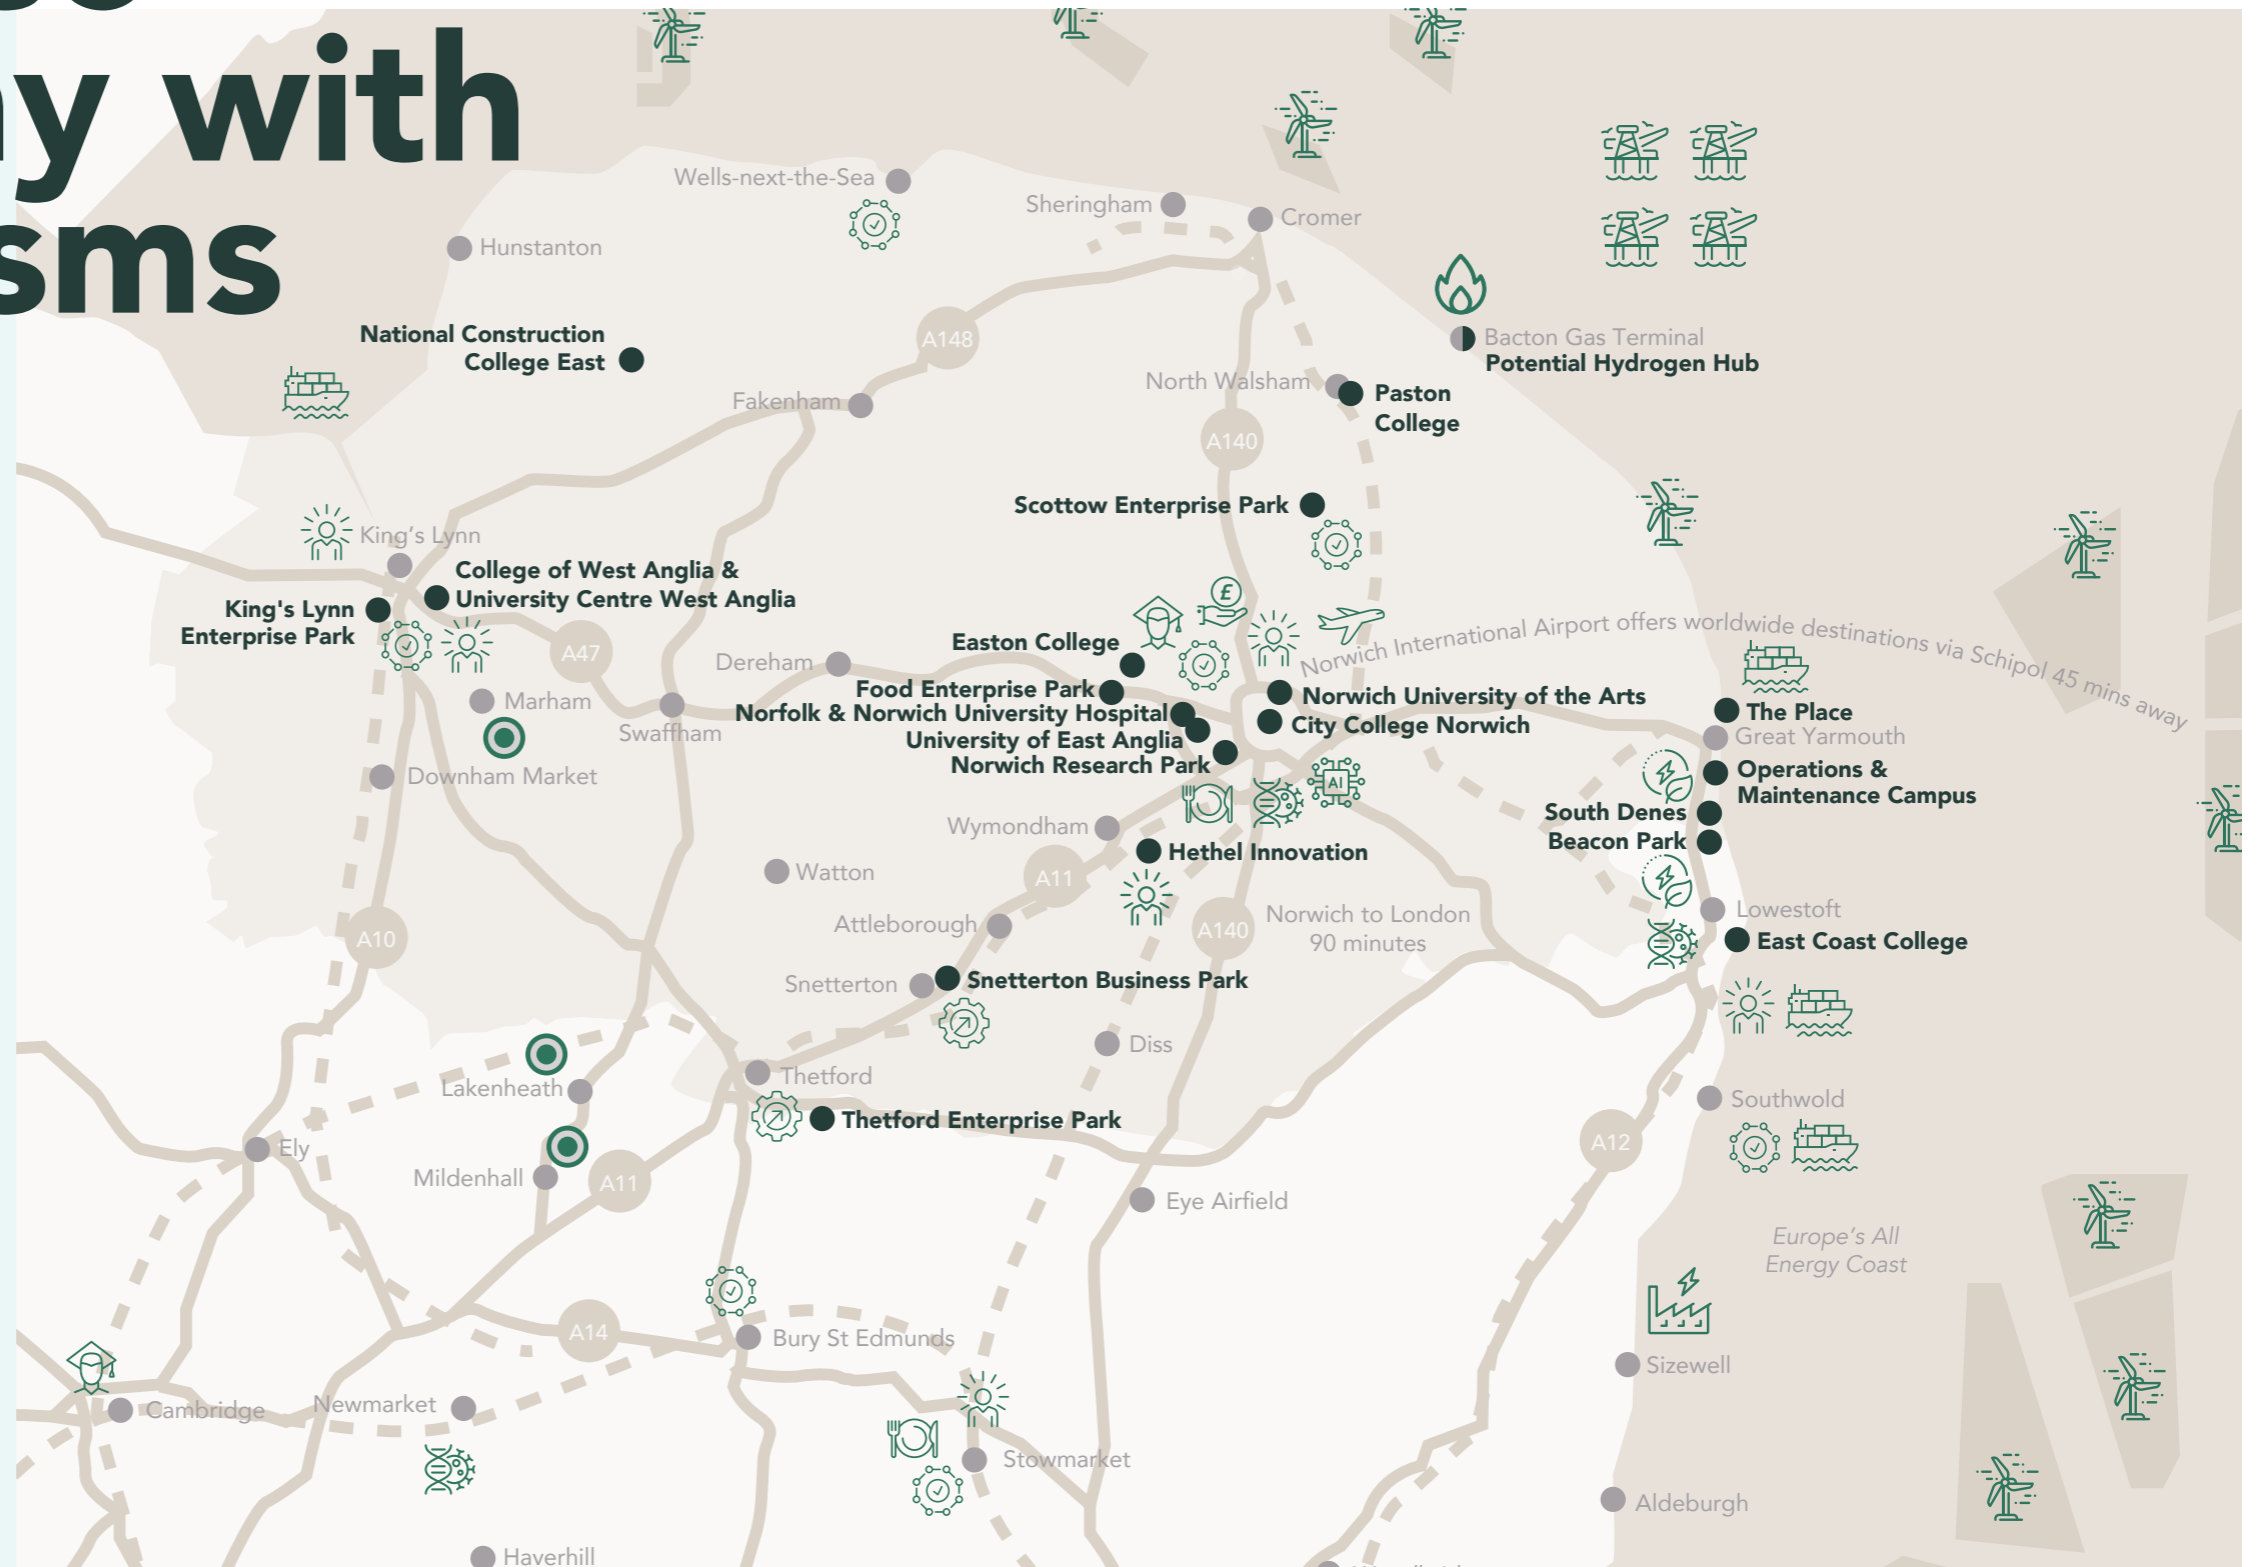 y with
sms
Wells-next-the-Sea
Sheringham
Cromer
Hunstanton
National Construction
College East
A148
Bacton Gas Terminal
Potential Hydrogen Hub
Fakenham
North Walsham
Paston
College
A140
Scottow Enterprise Park
King's Lynn
College of West Anglia &
University Centre West Anglia
King's Lynn
Enterprise Park
A47
£
Easton College
Norwich International Airport offers worldwide destinations via Schipol 45 mins away
Dereham
Food Enterprise Park
Norwich University of the Arts
Marham
Norfolk & Norwich University Hospital
City College Norwich
The Place
Swaffham
University of East Anglia
Great Yarmouth
Norwich Research Park
Downham Market
AI
Operations &
Maintenance Campus
South Denes
Wymondham
Beacon Park
Hethel Innovation
Watton
A11
Lowestoft
Attleborough
A140
Norwich to London
90 minutes
A10
East Coast College
Snetterton
Snetterton Business Park
Diss
Thetford
Lakenheath
Southwold
Thetford Enterprise Park
Ely
A12
Mildenhall
A11
Eye Airfield
Europe's All
Energy Coast
A14
Bury St Edmunds
Sizewell
Cambridge
Newmarket
Stowmarket
Aldeburgh
Haverhill